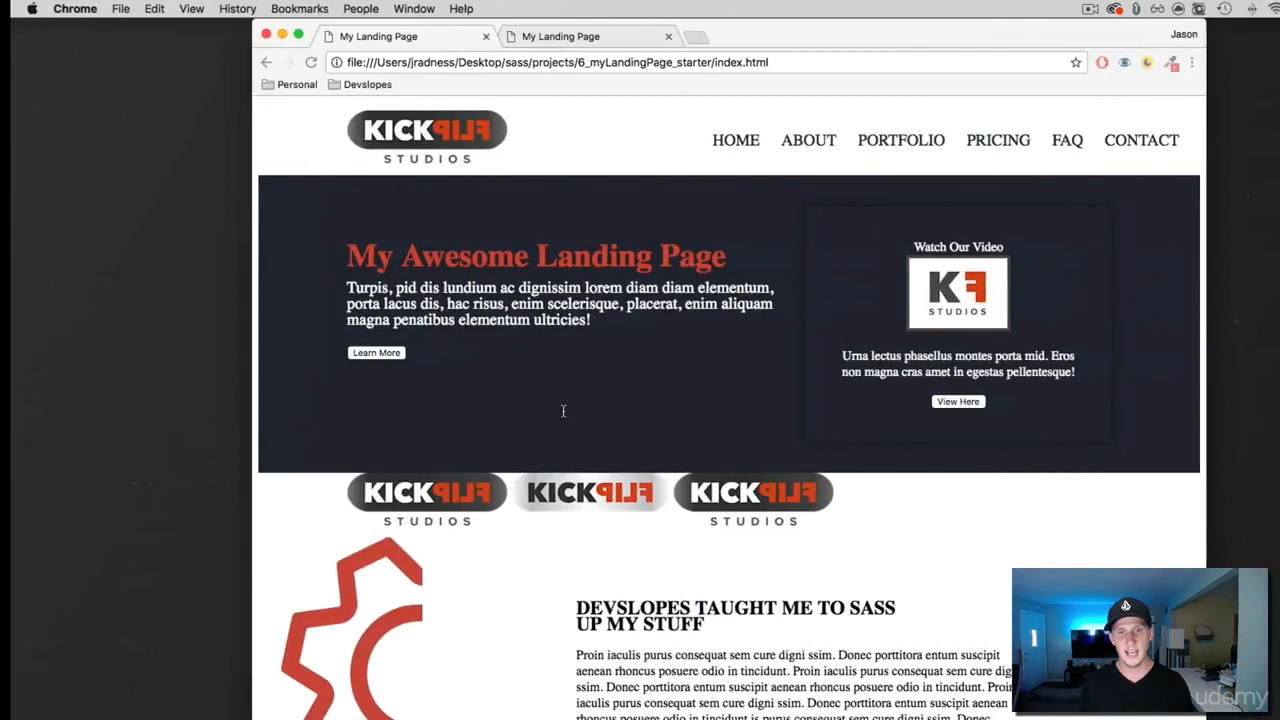 Chrome File Edit View History Bookmarks People Window Help
My Landing Page
My Landing Page
Jason
file:///Users/jradness/Desktop/sass/projects/6_myLandingPage_starter/index.html
Personal
Devslopes
KICKFLIP
STUDIOS
HOME ABOUT PORTFOLIO PRICING FAQ CONTACT
My Awesome Landing Page
Turpis, pid dis lundium ac dignissim lorem diam diam elementum,
porta lacus dis, hac risus, enim scelerisque, placerat, enim aliquam
magna penatibus elementum ultricies!
Learn More
Watch Our Video
KF
STUDIOS
Urna lectus phasellus montes porta mid. Eros
non magna cras amet in egestas pellentesque!
View Here
KICKFLIP KICKFLIP KICKFLIP
STUDIOS STUDIOS
DEVSLOPES TAUGHT ME TO SASS
UP MY STUFF
Proin iaculis purus consequat sem cure digni ssim. Donec porttitora entum suscipit
aenean rhoncus posuere odio in tincidunt. Proin iaculis purus consequat sem cure dig
ssim. Donec porttitora entum suscipit aenean rhoncus posuere odio in tincidunt. Proin
iaculis purus consequat sem cure digni ssim. Donec porttitora entum suscipit
udemy